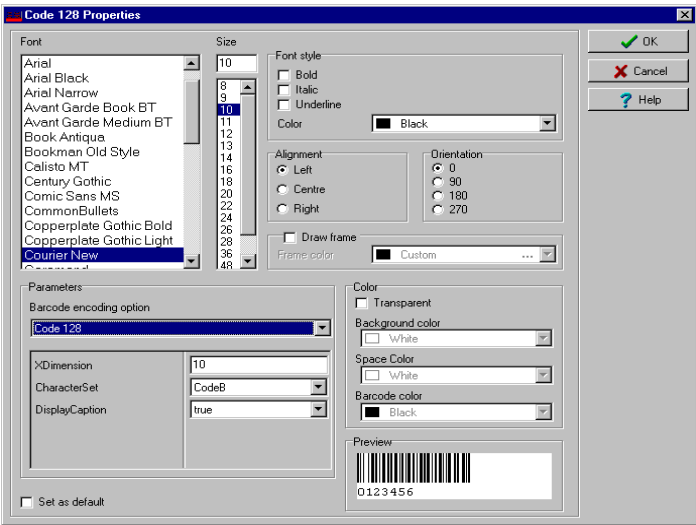 Code 128 Properties
Font
Arial
Arial Black
Arial Narrow
Avant Garde Book BT
Avant Garde Medium BT
Book Antiqua
Bookman Old Style
Calisto MT
Century Gothic
Comic Sans MS
CommonBullets
Copperplate Gothic Bold
Copperplate Gothic Light
Courier New
Garamond
Size
10
8
9
10
11
12
13
14
16
18
20
22
24
26
28
36
48
Font style
Bold
Italic
Underline
Color
Black
Alignment
Left
Centre
Right
Orientation
0
90
180
270
Draw frame
Frame color
Custom ...
OK
Cancel
Help
Parameters
Barcode encoding option
Code 128
XDimension 10
CharacterSet CodeB
DisplayCaption true
Color
Transparent
Background color
White
Space Color
White
Barcode color
Black
Preview
0123456
Set as default